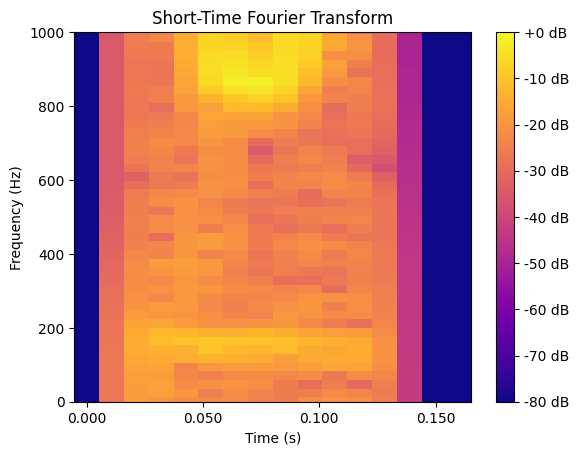 Short-Time Fourier Transform
1000
800
600
400
200
0
Frequency (Hz)
0.000
0.050
0.100
0.150
Time (s)
+0 dB
-10 dB
-20 dB
-30 dB
-40 dB
-50 dB
-60 dB
-70 dB
-80 dB